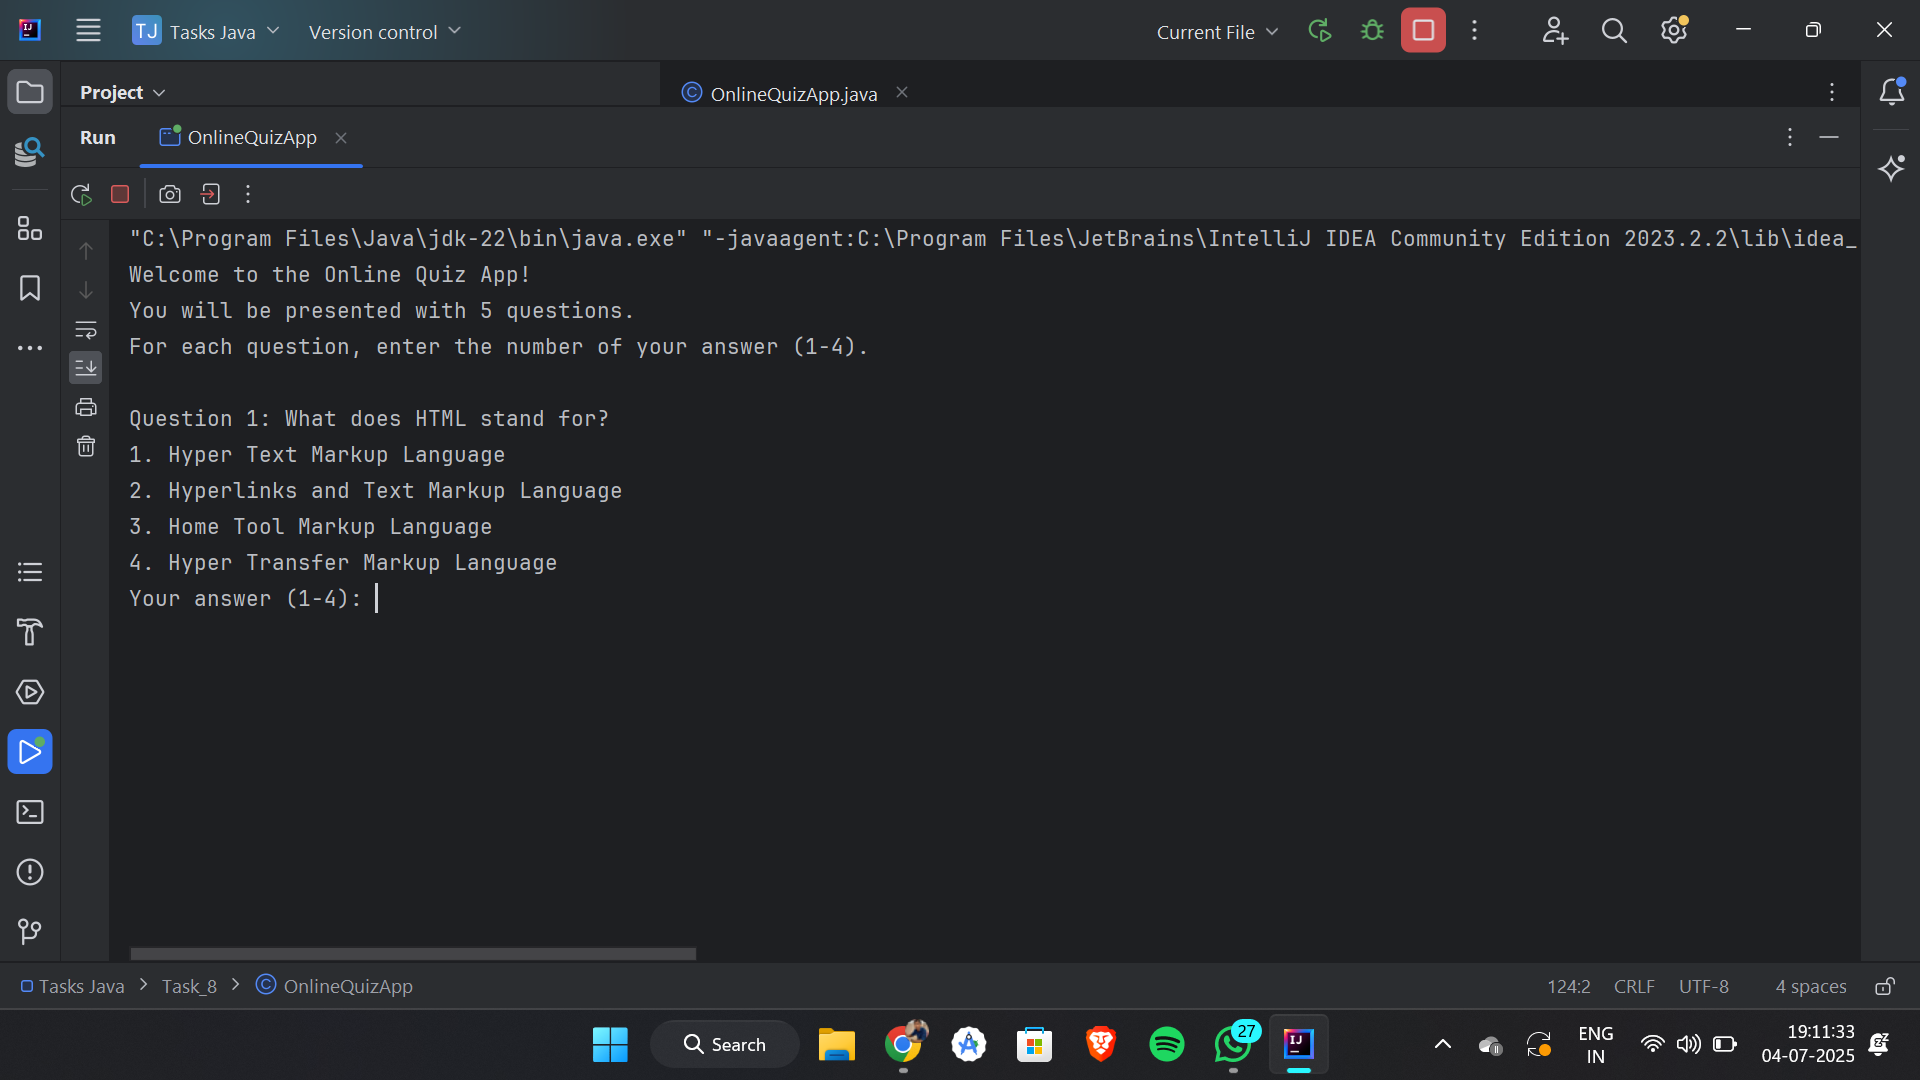 TJ Tasks Java Version control Current File
Project OnlineQuizApp.java
Run OnlineQuizApp
"C:\Program Files\Java\jdk-22\bin\java.exe" "-javaagent:C:\Program Files\JetBrains\IntelliJ IDEA Community Edition 2023.2.2\lib\idea_
Welcome to the Online Quiz App!
You will be presented with 5 questions.
For each question, enter the number of your answer (1-4).
Question 1: What does HTML stand for?
1. Hyper Text Markup Language
2. Hyperlinks and Text Markup Language
3. Home Tool Markup Language
4. Hyper Transfer Markup Language
Your answer (1-4):
Tasks Java > Task_8 > OnlineQuizApp 124:2 CRLF UTF-8 4 spaces
Search 27 ENG 19:11:33
IN 04-07-2025